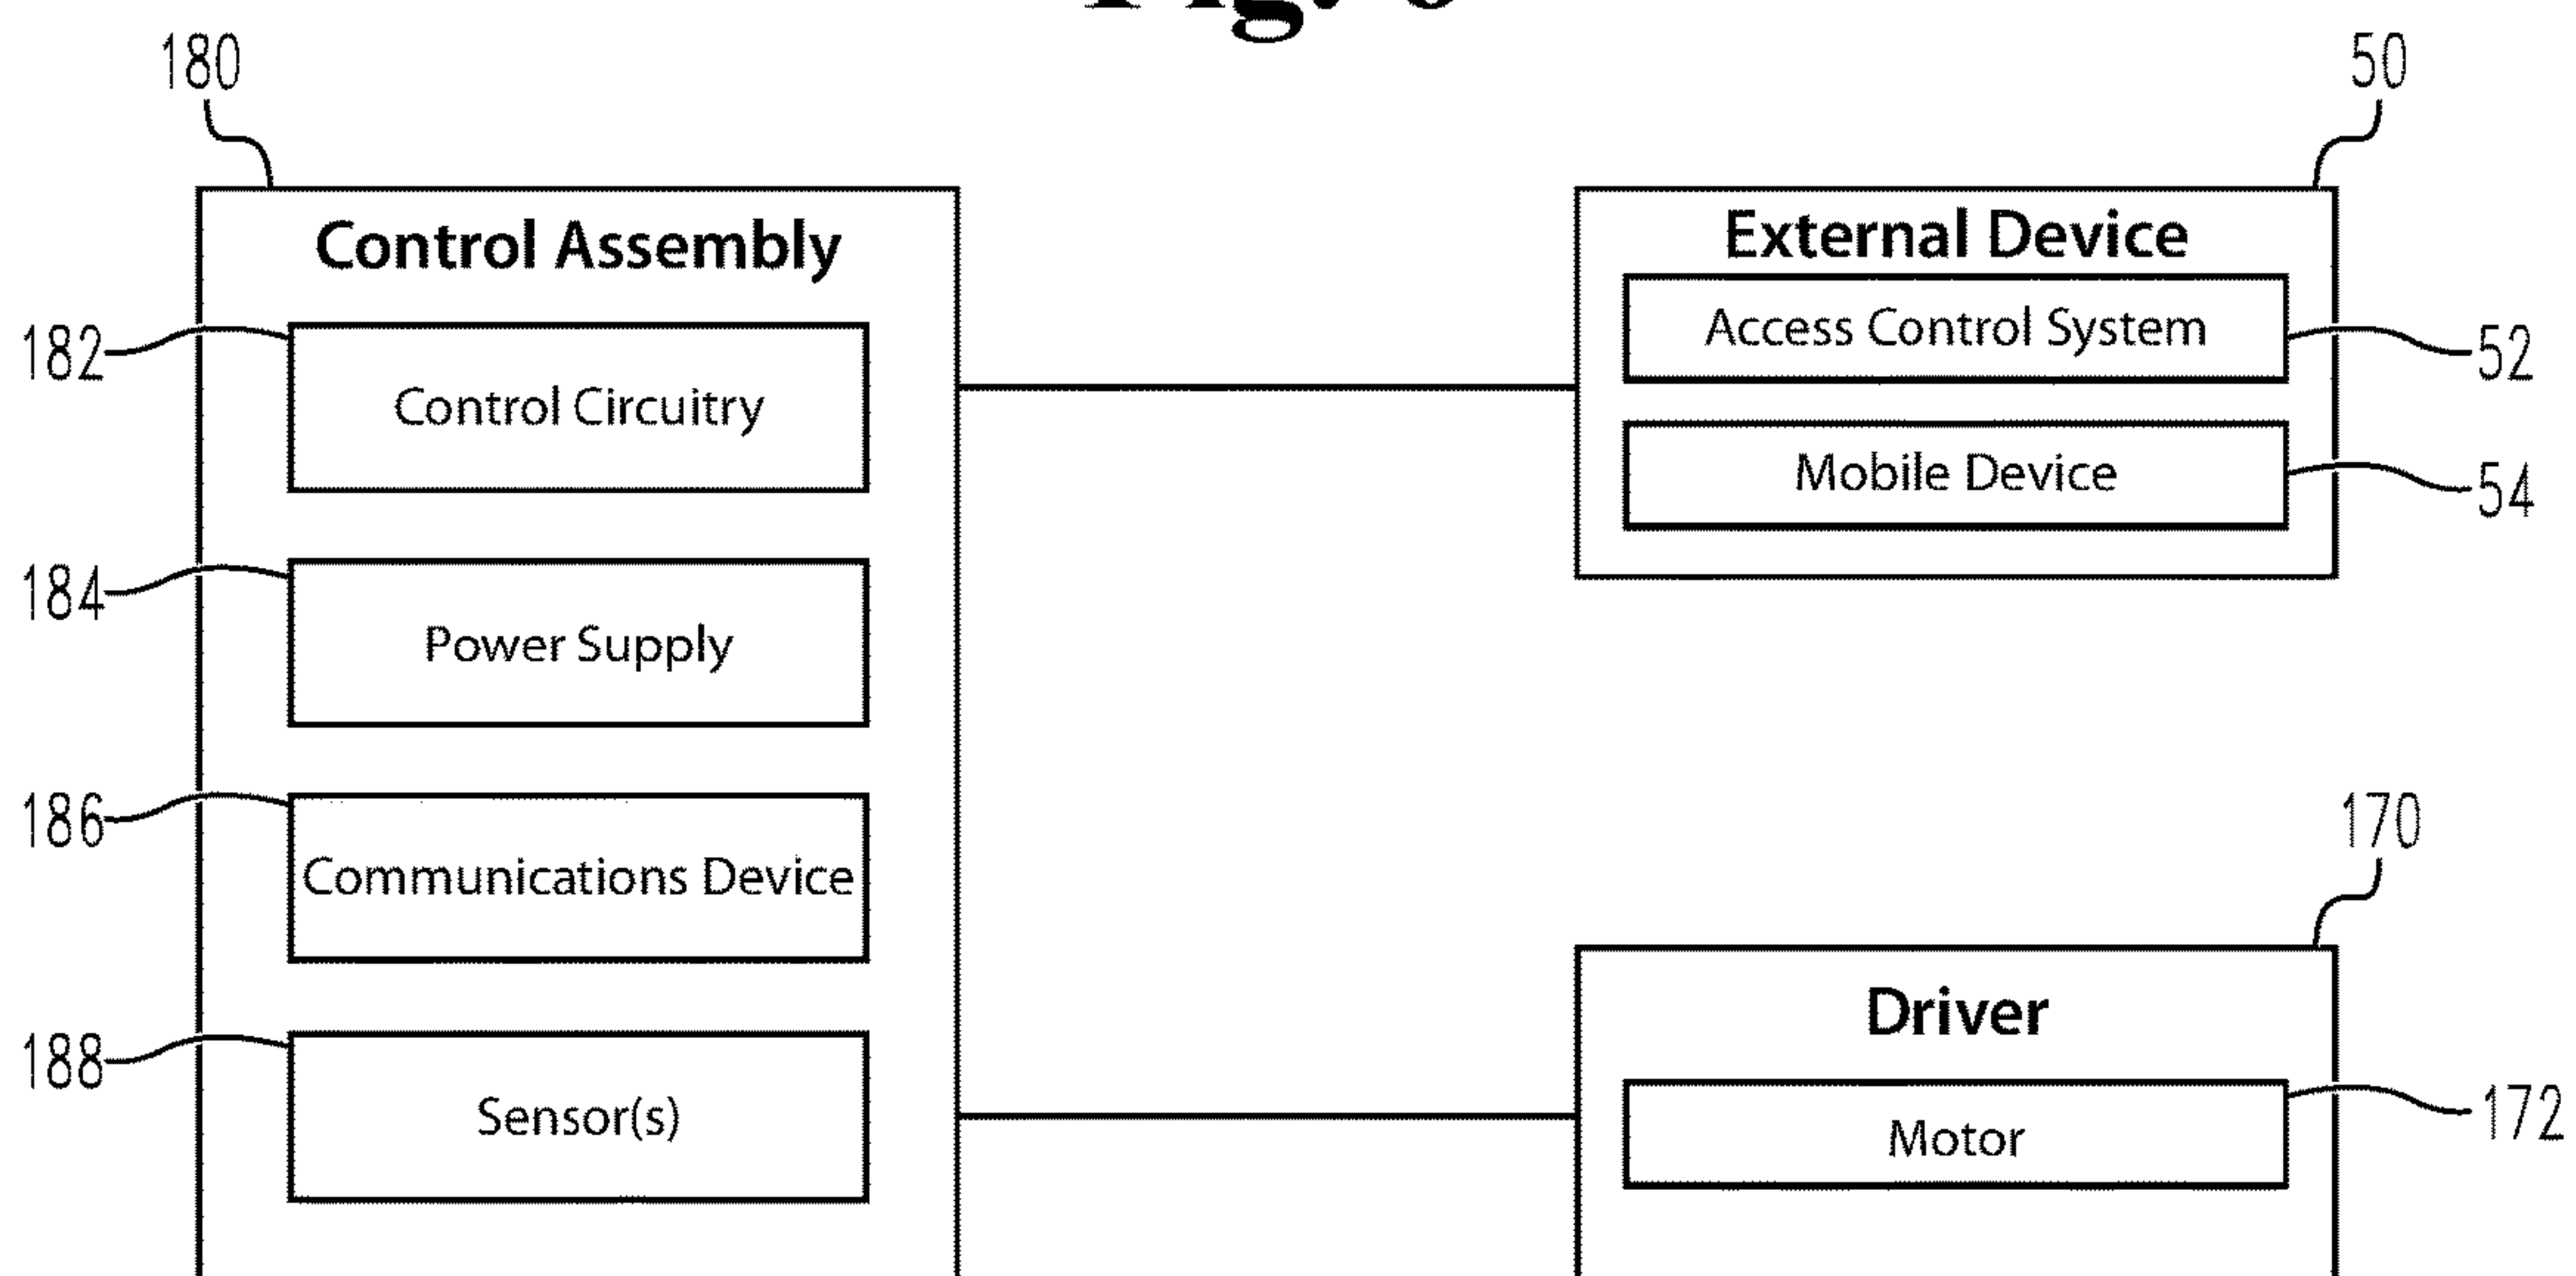 180
50
Control Assembly
External Device
182
Control Circuitry
Access Control System
52
Mobile Device
54
184
Power Supply
186
Communications Device
170
Driver
188
Sensor(s)
Motor
172